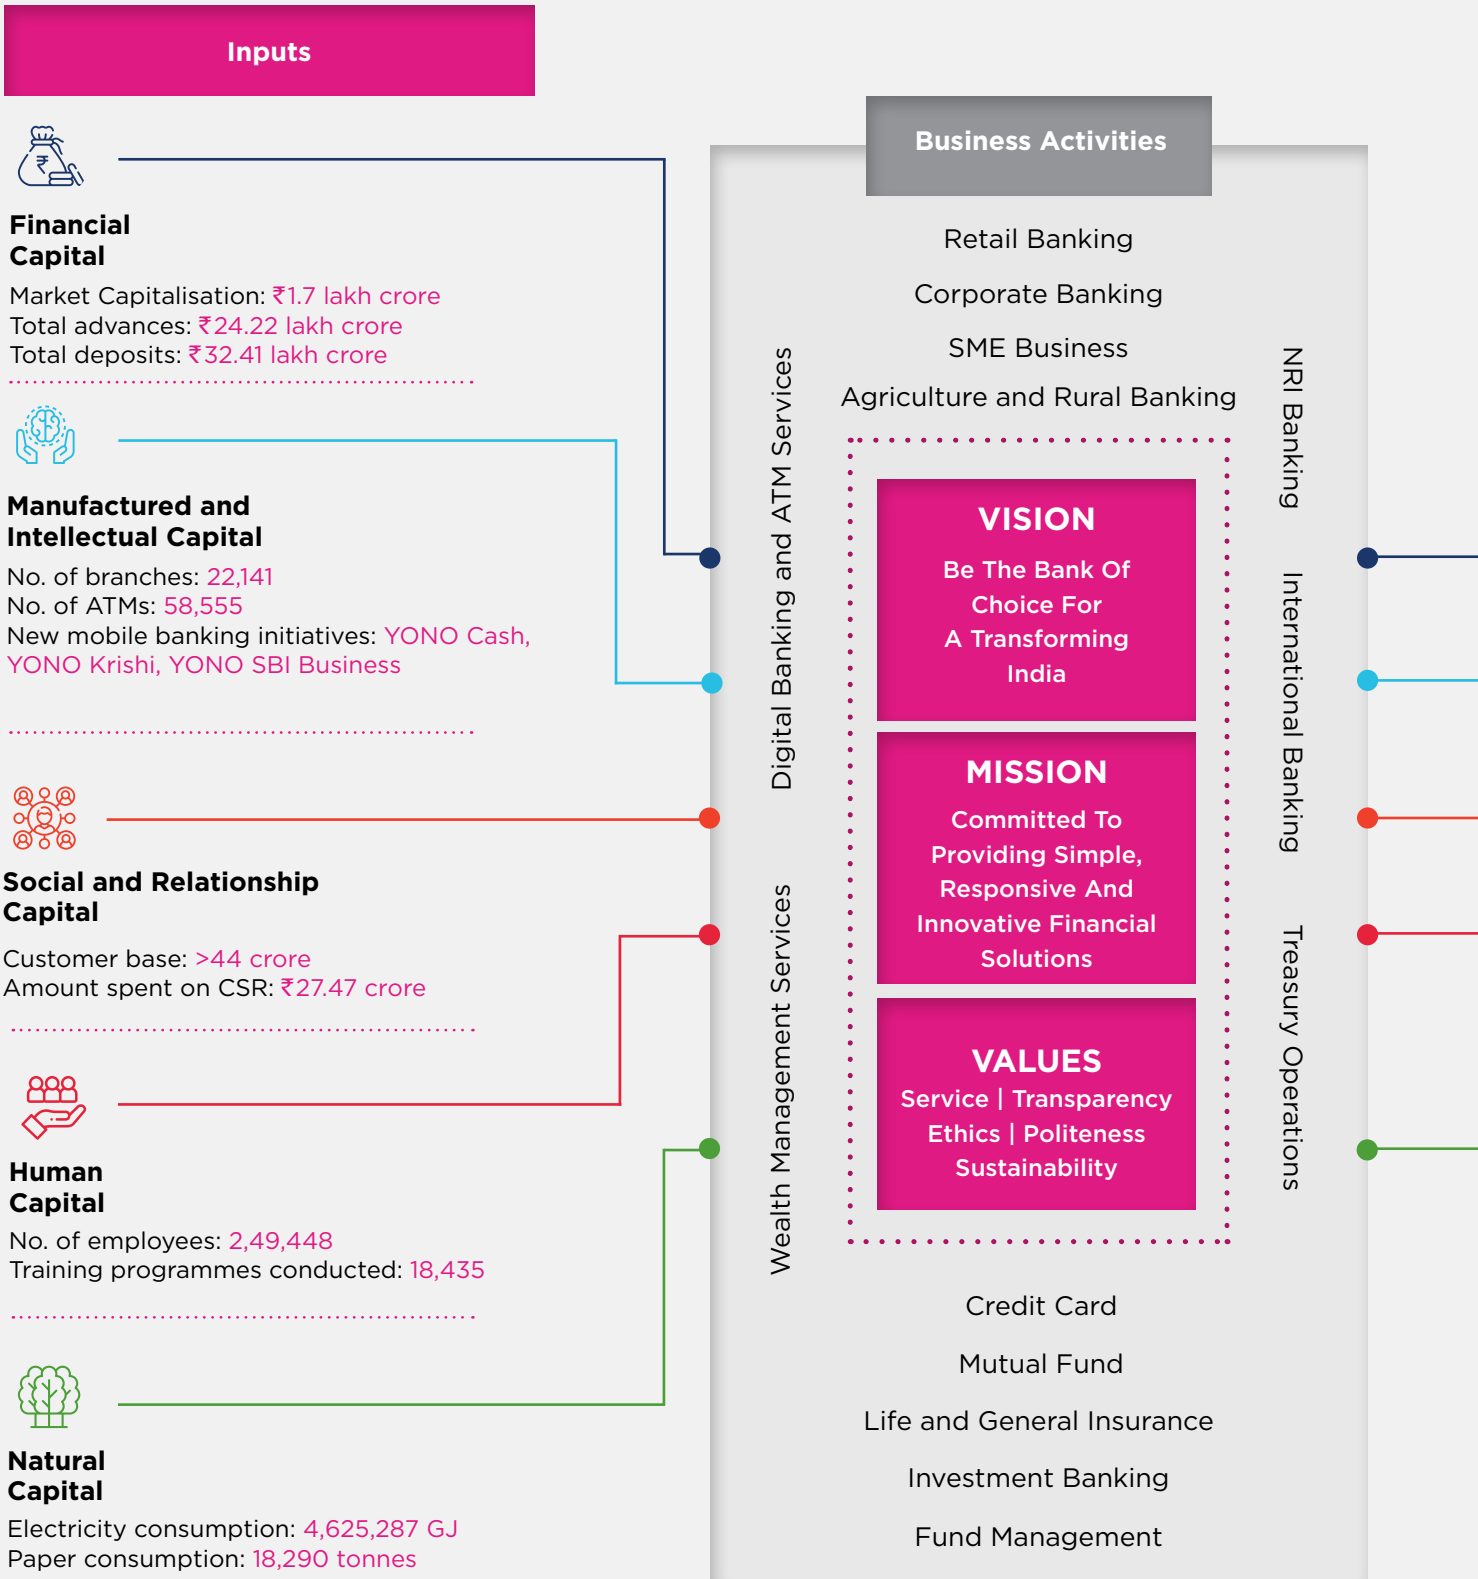 Inputs
Financial
Capital
Market Capitalisation: ₹1.7 lakh crore
Total advances: ₹24.22 lakh crore
Total deposits: ₹32.41 lakh crore
Manufactured and
Intellectual Capital
No. of branches: 22,141
No. of ATMs: 58,555
New mobile banking initiatives: YONO Cash,
YONO Krishi, YONO SBI Business
Social and Relationship
Capital
Customer base: >44 crore
Amount spent on CSR: ₹27.47 crore
Human
Capital
No. of employees: 2,49,448
Training programmes conducted: 18,435
Natural
Capital
Electricity consumption: 4,625,287 GJ
Paper consumption: 18,290 tonnes
Business Activities
Retail Banking
Corporate Banking
SME Business
Agriculture and Rural Banking
Digital Banking and ATM Services
Wealth Management Services
VISION
Be The Bank Of
Choice For
A Transforming
India
MISSION
Committed To
Providing Simple,
Responsive And
Innovative Financial
Solutions
VALUES
Service | Transparency
Ethics | Politeness
Sustainability
NRI Banking
International Banking
Treasury Operations
Credit Card
Mutual Fund
Life and General Insurance
Investment Banking
Fund Management